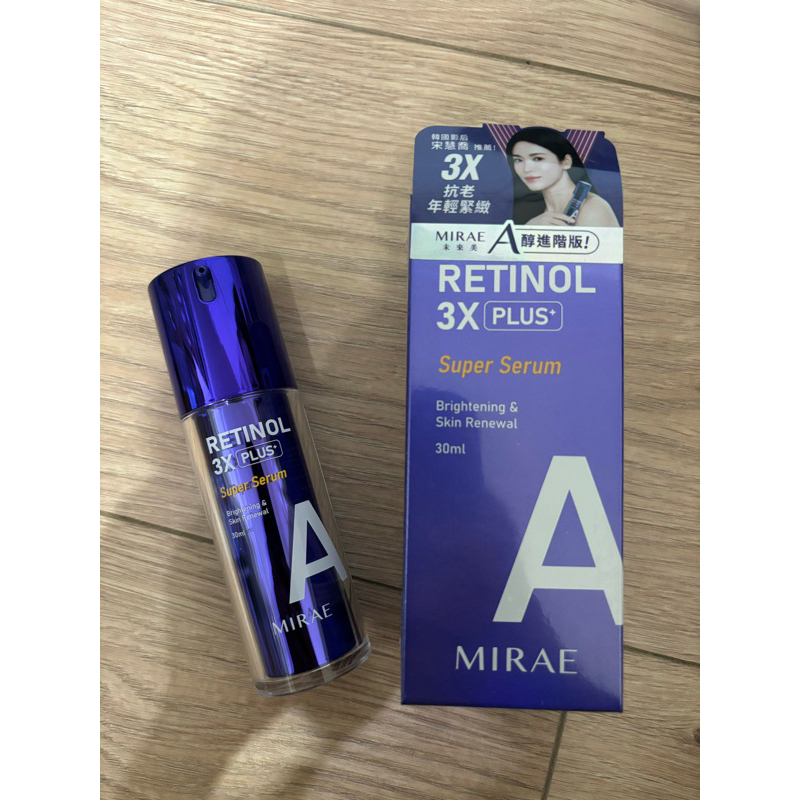 RETINOL
3X PLUS+
Super Serum
Brightening &
Skin Renewal
30ml
A
MIRAE
韓國影后
宋慧喬 推薦!
3X
抗老
年輕緊緻
MIRAE A醇進階版!
未來美
RETINOL
3X PLUS+
Super Serum
Brightening &
Skin Renewal
30ml
A
MIRAE